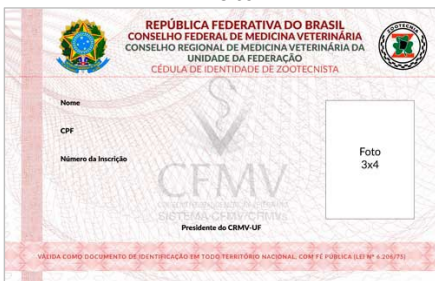 REPÚBLICA FEDERATIVA DO BRASIL
CONSELHO FEDERAL DE MEDICINA VETERINÁRIA
CONSELHO REGIONAL DE MEDICINA VETERINÁRIA DA
UNIDADE DA FEDERAÇÃO
CÉDULA DE IDENTIDADE DE ZOOTECNISTA
ZOOTECNIA
Nome
CPF
Número da Inscrição
Foto
3x4
CFMV
SISTEMA CFMV/CRMVs
Presidente do CRMV-UF
VÁLIDA COMO DOCUMENTO DE IDENTIFICAÇÃO EM TODO TERRITÓRIO NACIONAL, COM FÉ PÚBLICA (LEI Nº 6.206/75)